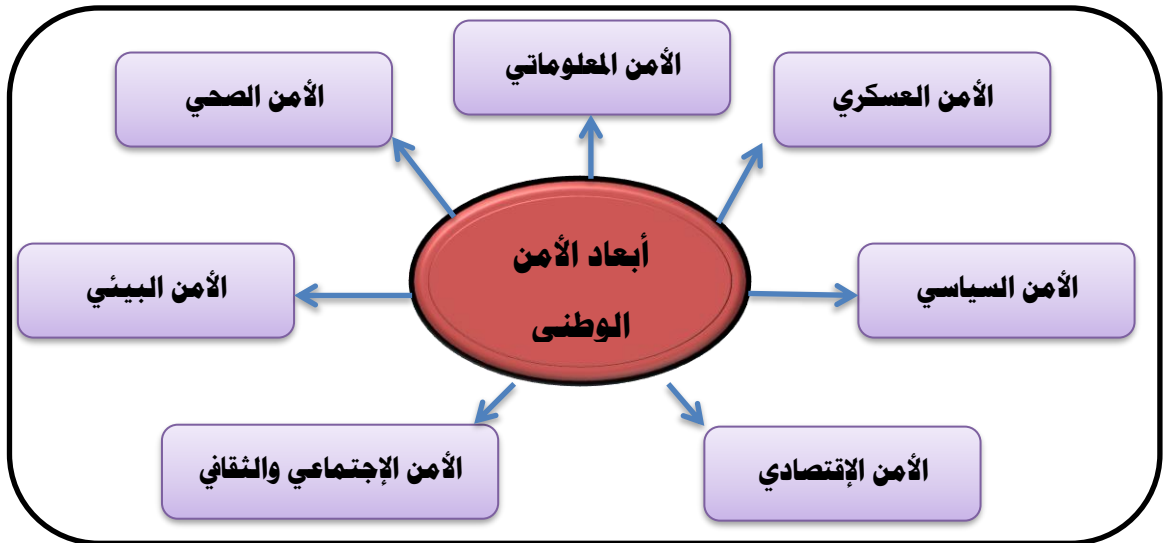 الأمن المعلوماتي
الأمن العسكري
الأمن الصحي
أبعاد الأمن
الوطنى
الأمن السياسي
الأمن البيئي
الأمن الإقتصادي
الأمن الإجتماعي والثقافي